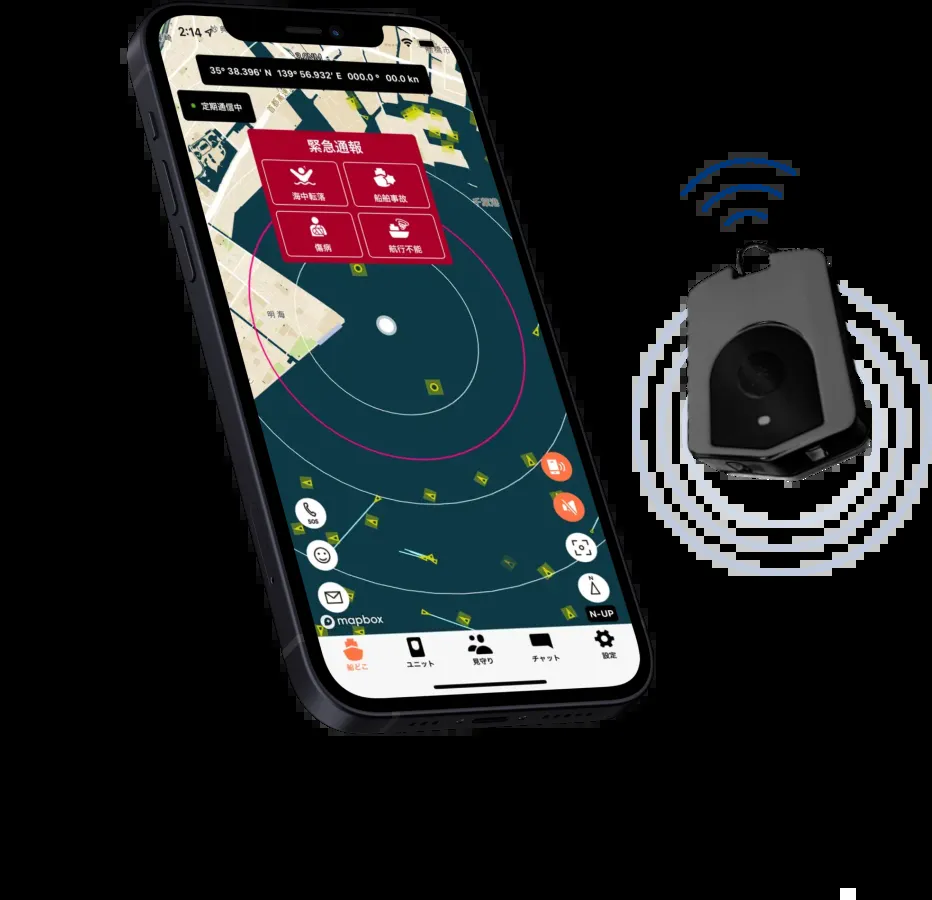 2:14
35° 38.396' N 139° 56.932' E 000.0° 00.0 kn
定期通信中
緊急通報
海中転落
船舶事故
傷病
航行不能
明海
SOS
N
mapbox
N-UP
船どこ
ユニット
見守り
チャット
設定